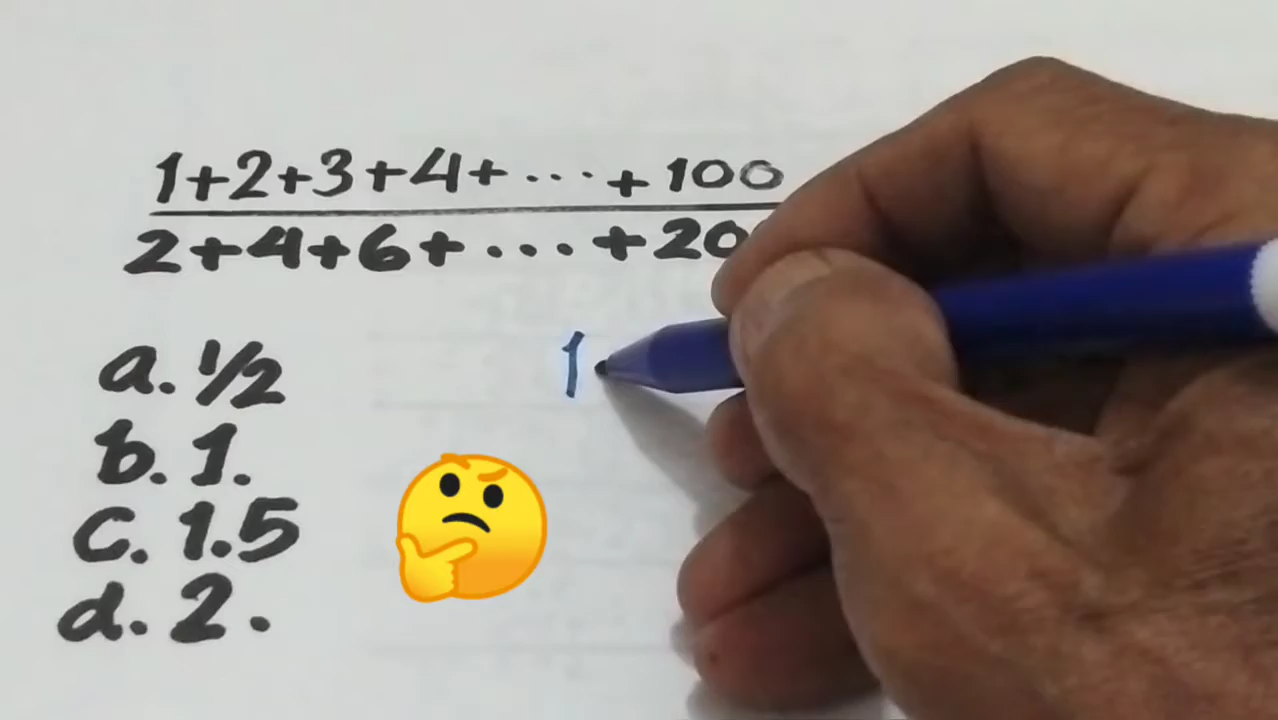 1+2+3+4+...+100
2+4+6+...+20
a. 1/2
1
b. 1.
c. 1.5
d. 2.